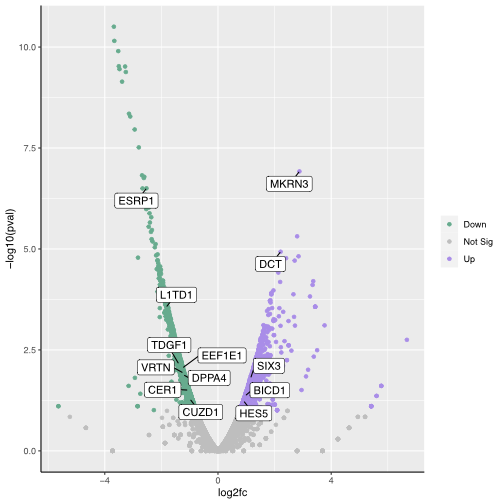 10.0
7.5
5.0
2.5
0.0
−log10(pval)
MKRN3
ESRP1
DCT
L1TD1
TDGF1
EEF1E1
VRTN
SIX3
DPPA4
CER1
BICD1
CUZD1
HES5
−4
0
4
log2fc
Down
Not Sig
Up